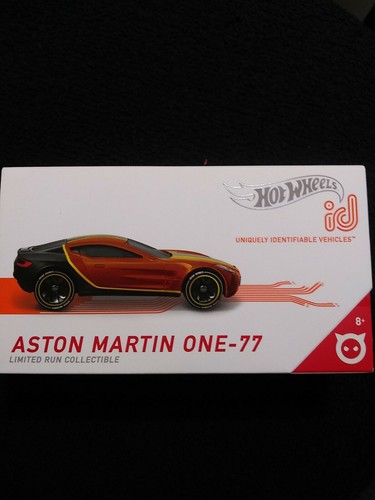 HOT WHEELS
id
UNIQUELY IDENTIFIABLE VEHICLES™
8+
ASTON MARTIN ONE-77
LIMITED RUN COLLECTIBLE